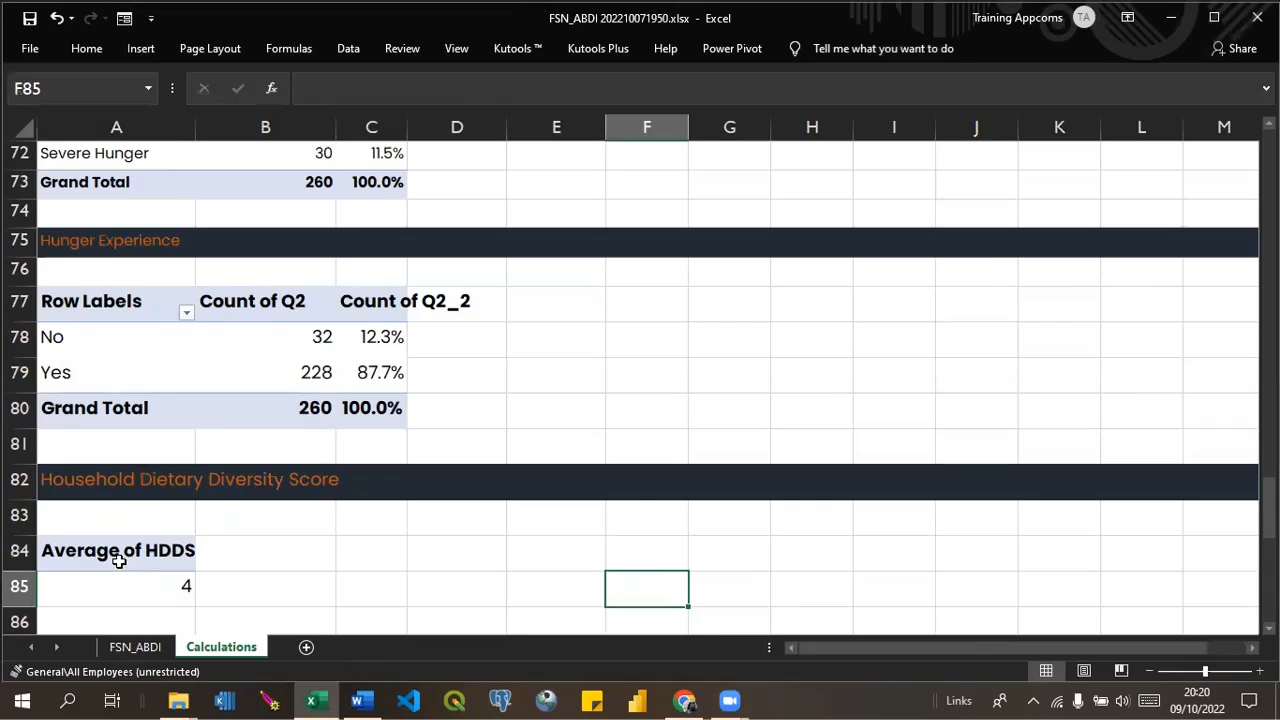 FSN_ABDI 202210071950.xlsx - Excel
Training Appcoms TA
File Home Insert Page Layout Formulas Data Review View Kutools ™ Kutools Plus Help Power Pivot Tell me what you want to do Share
F85 fx
A B C D E F G H I J K L M
72 Severe Hunger 30 11.5%
73 Grand Total 260 100.0%
74
75 Hunger Experience
76
77 Row Labels Count of Q2 Count of Q2_2
78 No 32 12.3%
79 Yes 228 87.7%
80 Grand Total 260 100.0%
81
82 Household Dietary Diversity Score
83
84 Average of HDDS
85 4
86
FSN_ABDI Calculations
General\All Employees (unrestricted)
Links 20:20
09/10/2022